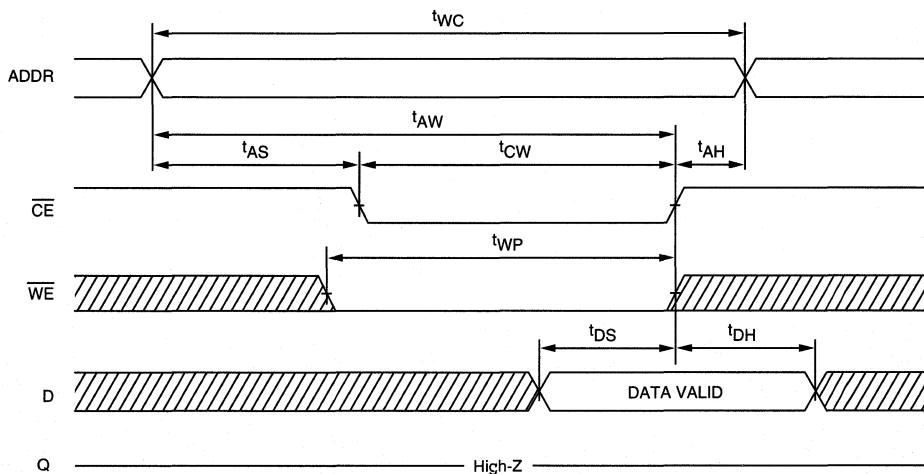 tWC
ADDR
tAW
tAS
tCW
tAH
CE
tWP
WE
tDS
tDH
D
DATA VALID
Q
High-Z